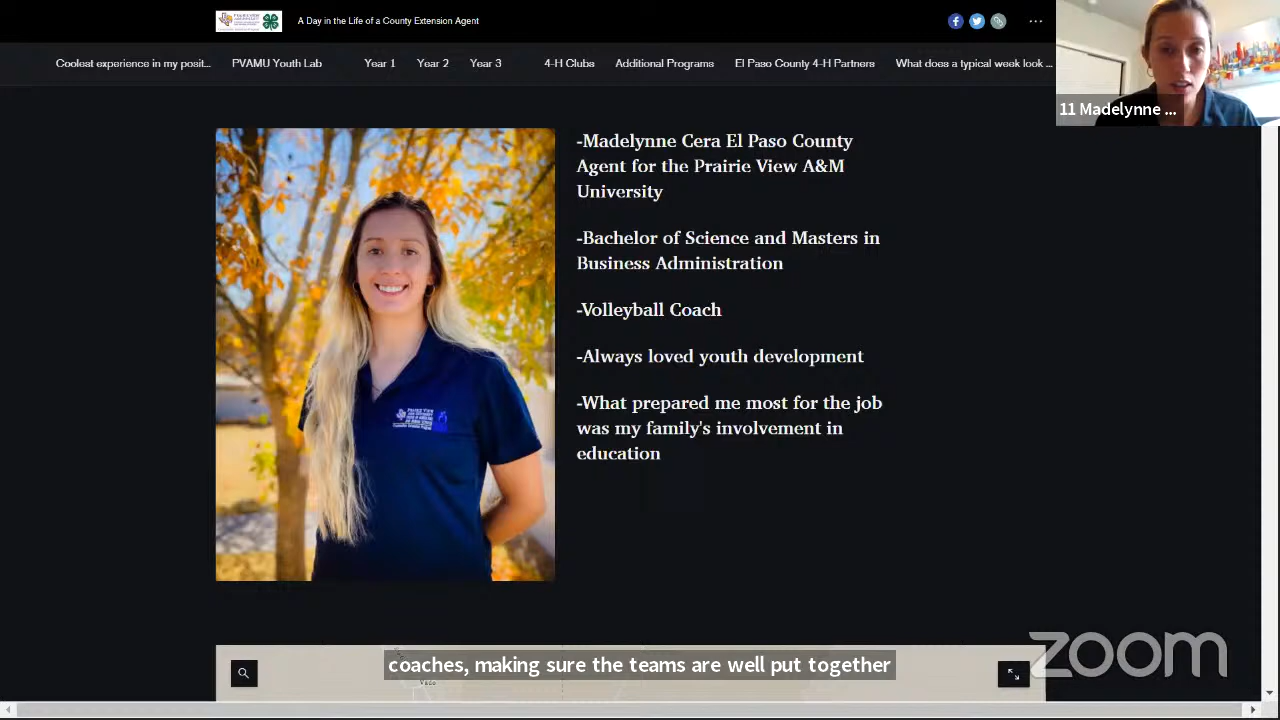 A Day in the Life of a County Extension Agent
Coolest experience in my posit... PVAMU Youth Lab Year 1 Year 2 Year 3 4-H Clubs Additional Programs El Paso County 4-H Partners What does a typical week look ...
11 Madelynne ...
-Madelynne Cera El Paso County
Agent for the Prairie View A&M
University
-Bachelor of Science and Masters in
Business Administration
-Volleyball Coach
-Always loved youth development
-What prepared me most for the job
was my family's involvement in
education
PRAIRIE VIEW
coaches, making sure the teams are well put together
Vado
zoom